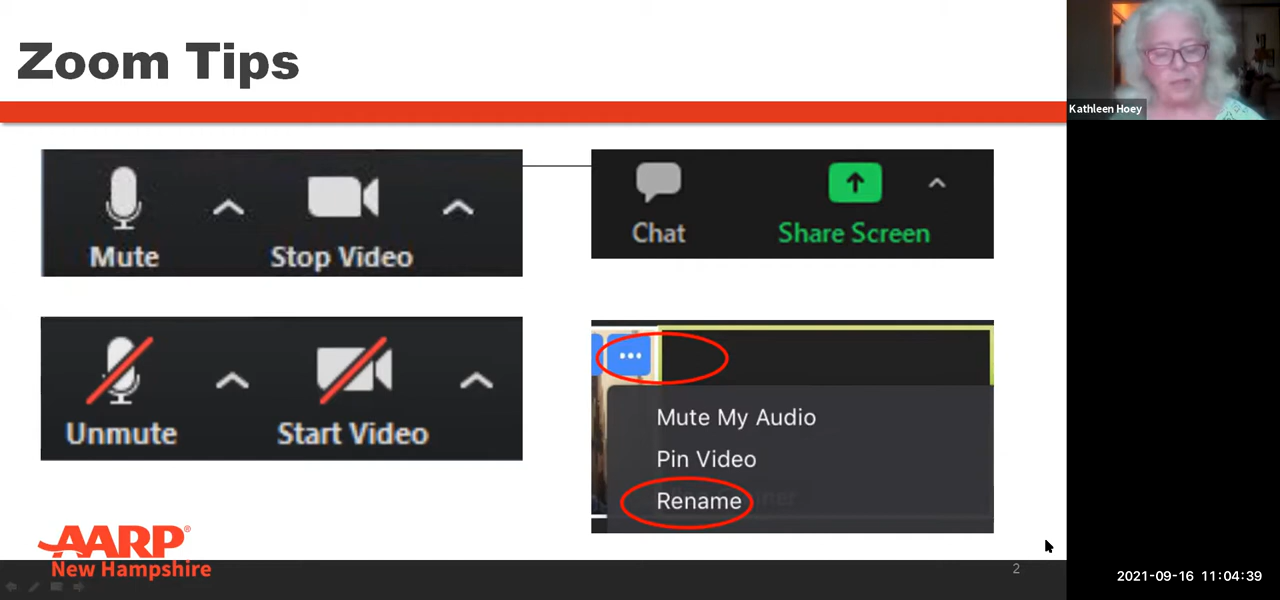 Zoom Tips
Kathleen Hoey
Mute
Stop Video
Chat
Share Screen
Unmute
Start Video
Mute My Audio
Pin Video
Rename
AARP®
New Hampshire
2
2021-09-16 11:04:39